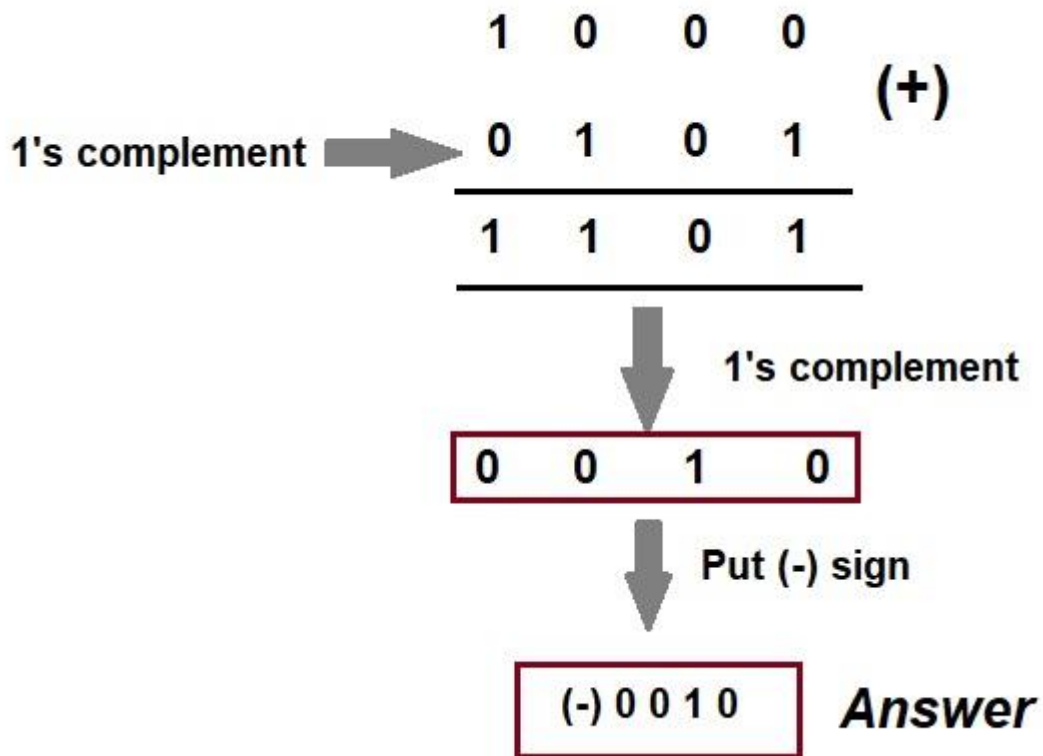 1 0 0 0
(+)
1's complement 0 1 0 1
1 1 0 1
1's complement
0 0 1 0
Put (-) sign
(-) 0 0 1 0 Answer